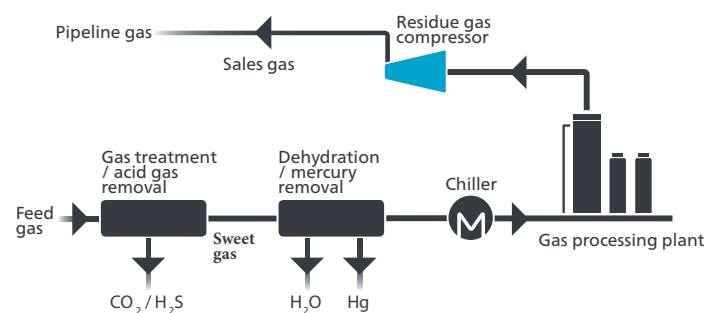 Pipeline gas
Residue gas
compressor
Sales gas
Gas treatment
/ acid gas
removal
Dehydration
/ mercury
removal
Chiller
Feed
gas
Sweet
gas
Gas processing plant
CO₂ / H₂S
H₂O
Hg